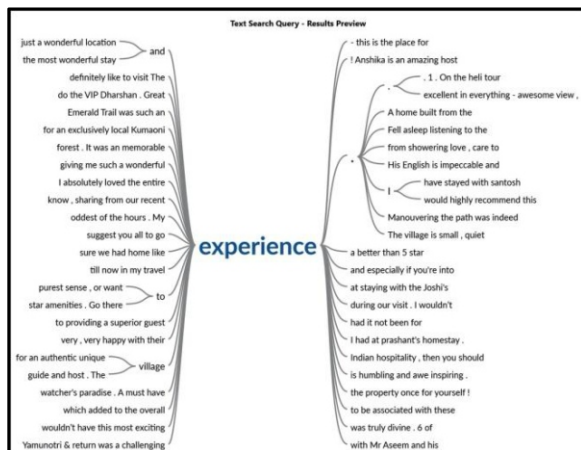 Text Search Query - Results Preview
just a wonderful location
the most wonderful stay
and
definitely like to visit The
do the VIP Dharshan . Great
Emerald Trail was such an
for an exclusively local Kumaoni
forest . It was an memorable
giving me such a wonderful
I absolutely loved the entire
know , sharing from our recent
oddest of the hours . My
suggest you all to go
sure we had home like
till now in my travel
purest sense , or want
star amenities . Go there
to
to providing a superior guest
very , very happy with their
for an authentic unique
guide and host . The
village
watcher's paradise . A must have
which added to the overall
wouldn't have this most exciting
Yamunotri & return was a challenging
experience
- this is the place for
! Anshika is an amazing host
.
.
. 1 . On the heli tour
excellent in everything - awesome view ,
A home built from the
Fell asleep listening to the
from showering love , care to
His English is impeccable and
I
have stayed with santosh
would highly recommend this
Manouvering the path was indeed
The village is small , quiet
a better than 5 star
and especially if you're into
at staying with the Joshi's
during our visit . I wouldn't
had it not been for
I had at prashant's homestay .
Indian hospitality , then you should
is humbling and awe inspiring .
the property once for yourself !
to be associated with these
was truly divine . 6 of
with Mr Aseem and his